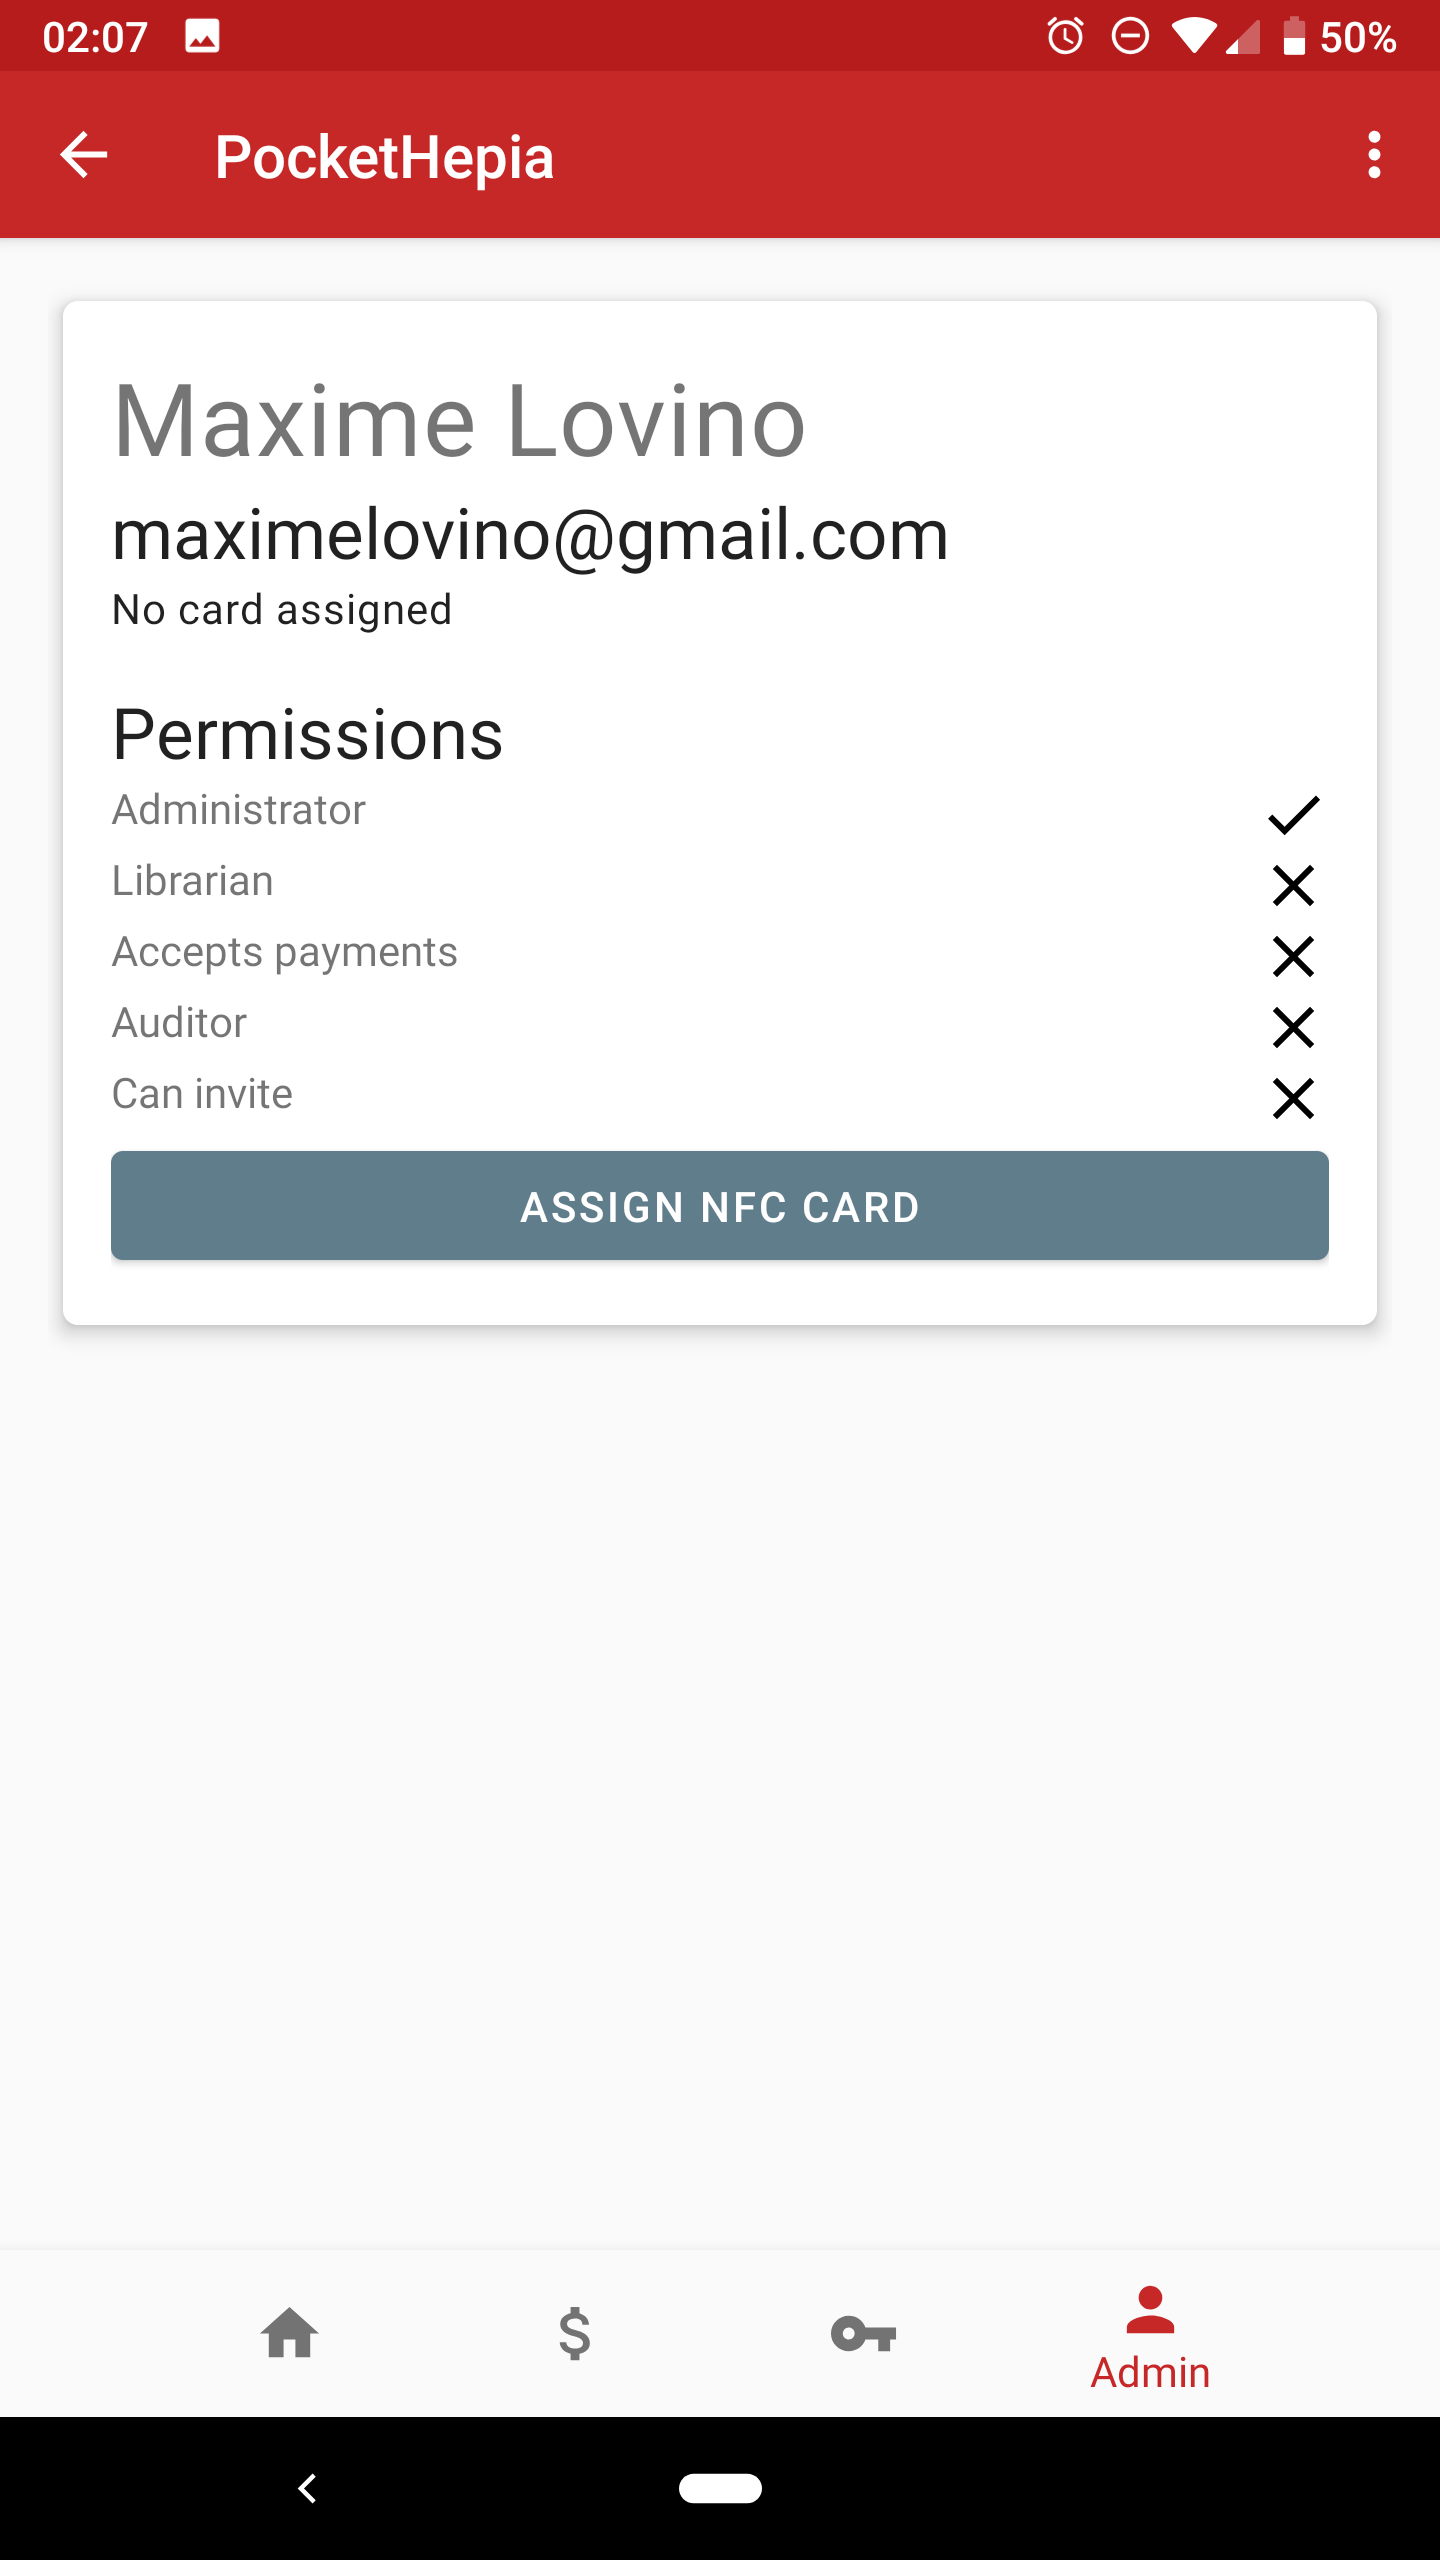 02:07
50%
PocketHepia
Maxime Lovino
maximelovino@gmail.com
No card assigned
Permissions
Administrator
Librarian
Accepts payments
Auditor
Can invite
ASSIGN NFC CARD
Admin